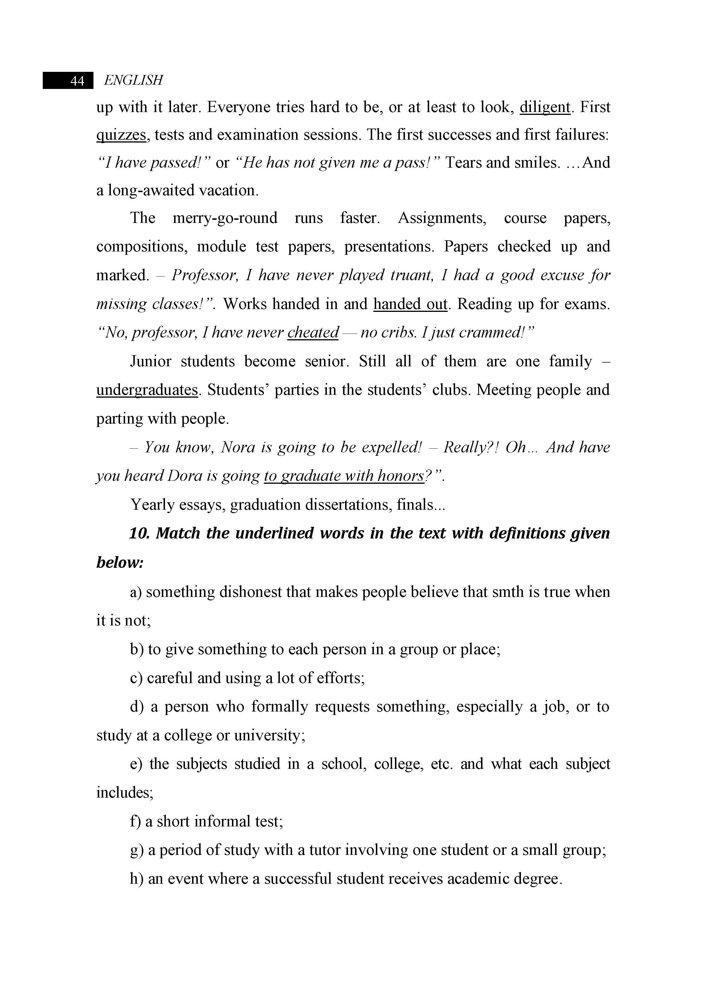 44 ENGLISH
up with it later. Everyone tries hard to be, or at least to look, diligent. First
quizzes, tests and examination sessions. The first successes and first failures:
“I have passed!” or “He has not given me a pass!” Tears and smiles. …And
a long-awaited vacation.
The merry-go-round runs faster. Assignments, course papers,
compositions, module test papers, presentations. Papers checked up and
marked. – Professor, I have never played truant, I had a good excuse for
missing classes!”. Works handed in and handed out. Reading up for exams.
“No, professor, I have never cheated — no cribs. I just crammed!”
Junior students become senior. Still all of them are one family –
undergraduates. Students’ parties in the students’ clubs. Meeting people and
parting with people.
– You know, Nora is going to be expelled! – Really?! Oh... And have
you heard Dora is going to graduate with honors?”.
Yearly essays, graduation dissertations, finals...
10. Match the underlined words in the text with definitions given
below:
a) something dishonest that makes people believe that smth is true when
it is not;
b) to give something to each person in a group or place;
c) careful and using a lot of efforts;
d) a person who formally requests something, especially a job, or to
study at a college or university;
e) the subjects studied in a school, college, etc. and what each subject
includes;
f) a short informal test;
g) a period of study with a tutor involving one student or a small group;
h) an event where a successful student receives academic degree.